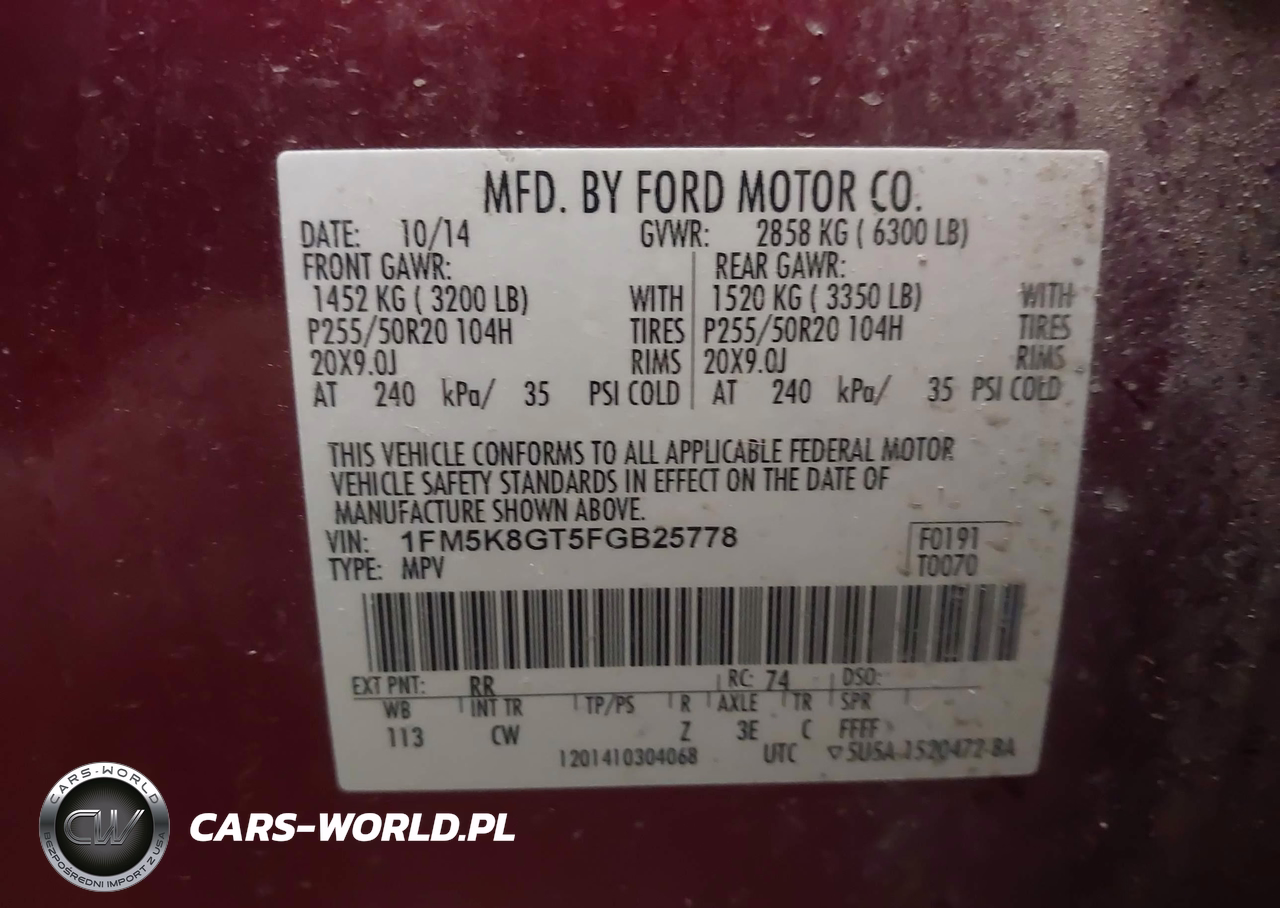 MFD. BY FORD MOTOR CO.
DATE: 10/14 GVWR: 2858 KG ( 6300 LB)
FRONT GAWR: REAR GAWR:
1452 KG ( 3200 LB) WITH 1520 KG ( 3350 LB) WITH
P255/50R20 104H TIRES P255/50R20 104H TIRES
20X9.0J RIMS 20X9.0J RIMS
AT 240 kPa/ 35 PSI COLD AT 240 kPa/ 35 PSI COLD
THIS VEHICLE CONFORMS TO ALL APPLICABLE FEDERAL MOTOR
VEHICLE SAFETY STANDARDS IN EFFECT ON THE DATE OF
MANUFACTURE SHOWN ABOVE.
VIN: 1FM5K8GT5FGB25778 F0191
TYPE: MPV T0070
EXT PNT: RR RC: 74 DSO:
WB INT TR TP/PS R AXLE TR SPR
113 CW Z 3E C FFFF
1201410304068 UTC ▽5U5A-1520472-BA
CARS-WORLD
CW
BEZPOŚREDNI IMPORT Z USA
CARS-WORLD.PL